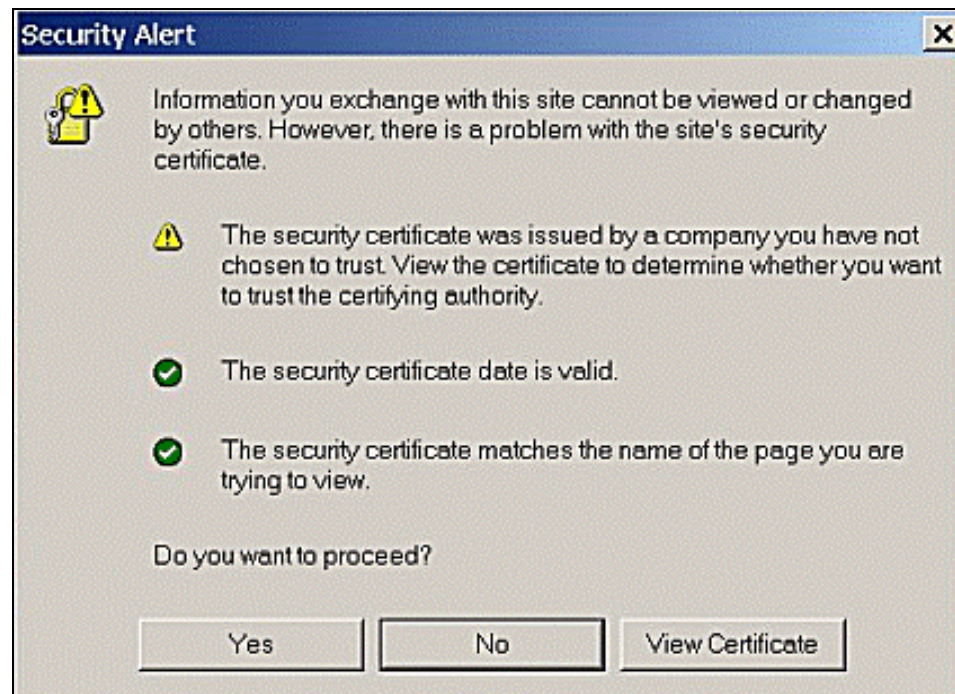 Security Alert
Information you exchange with this site cannot be viewed or changed
by others. However, there is a problem with the site's security
certificate.
The security certificate was issued by a company you have not
chosen to trust. View the certificate to determine whether you want
to trust the certifying authority.
The security certificate date is valid.
The security certificate matches the name of the page you are
trying to view.
Do you want to proceed?
Yes
No
View Certificate